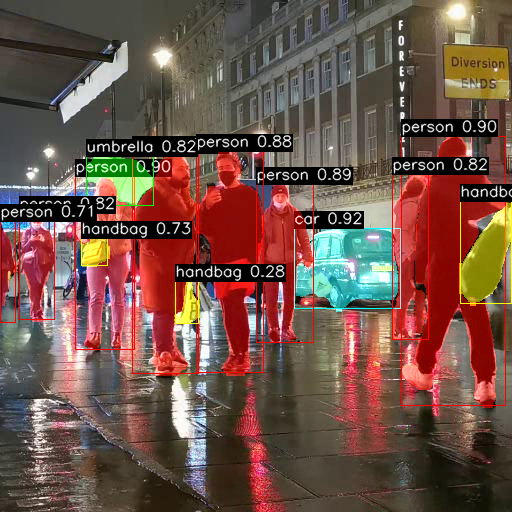 FOREVER
Diversion
ENDS
umbrella 0.82
person 0.88
person 0.90
person 0.90
person 0.82
person 0.89
person 0.82
person 0.71
handbag 0.73
car 0.92
handbag 0.28
handb